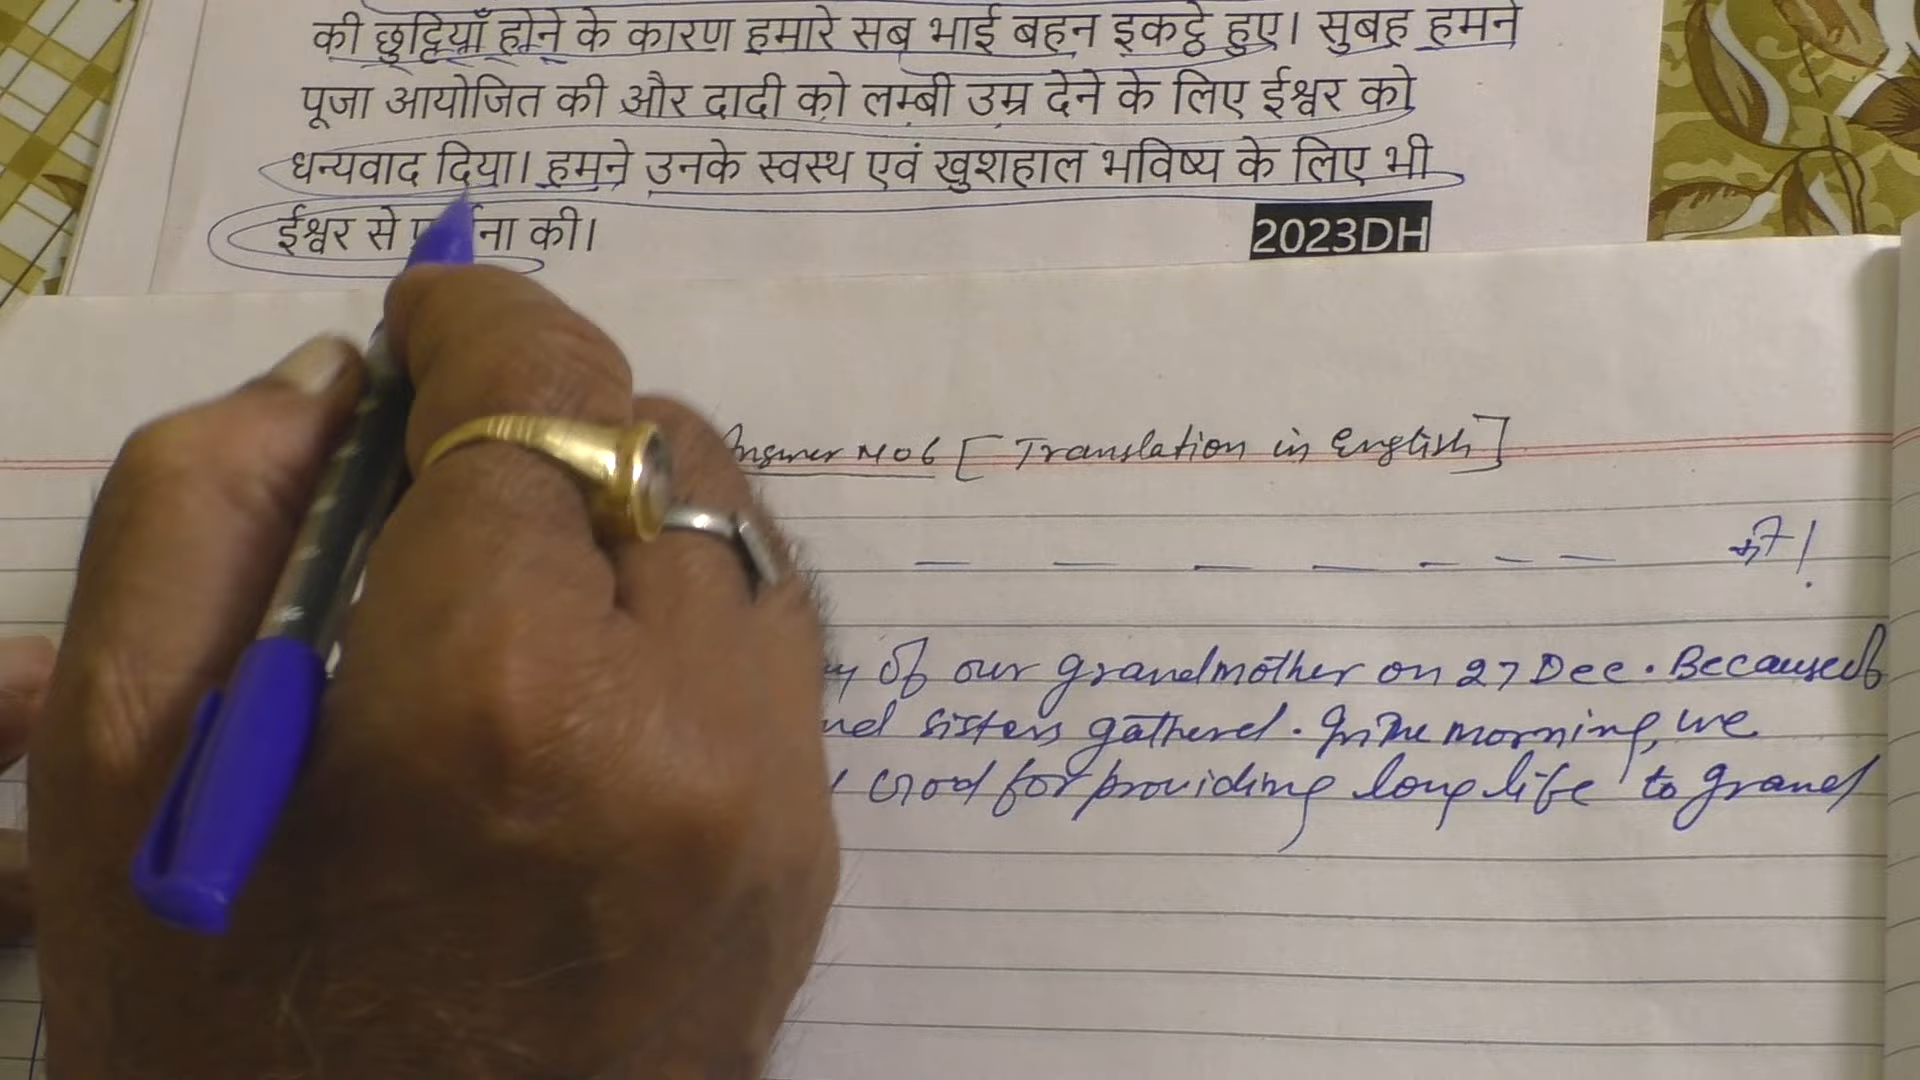 की छुट्टियाँ होने के कारण हमारे सब भाई बहन इकट्ठे हुए। सुबह हमने
पूजा आयोजित की और दादी को लम्बी उम्र देने के लिए ईश्वर को
धन्यवाद दिया। हमने उनके स्वस्थ एवं खुशहाल भविष्य के लिए भी
ईश्वर से की।
2023DH
Answer No 6 [Translation in English]
of our grandmother on 27 Dec. Because of
sisters gathered. In the morning, we
God for providing long life to grand